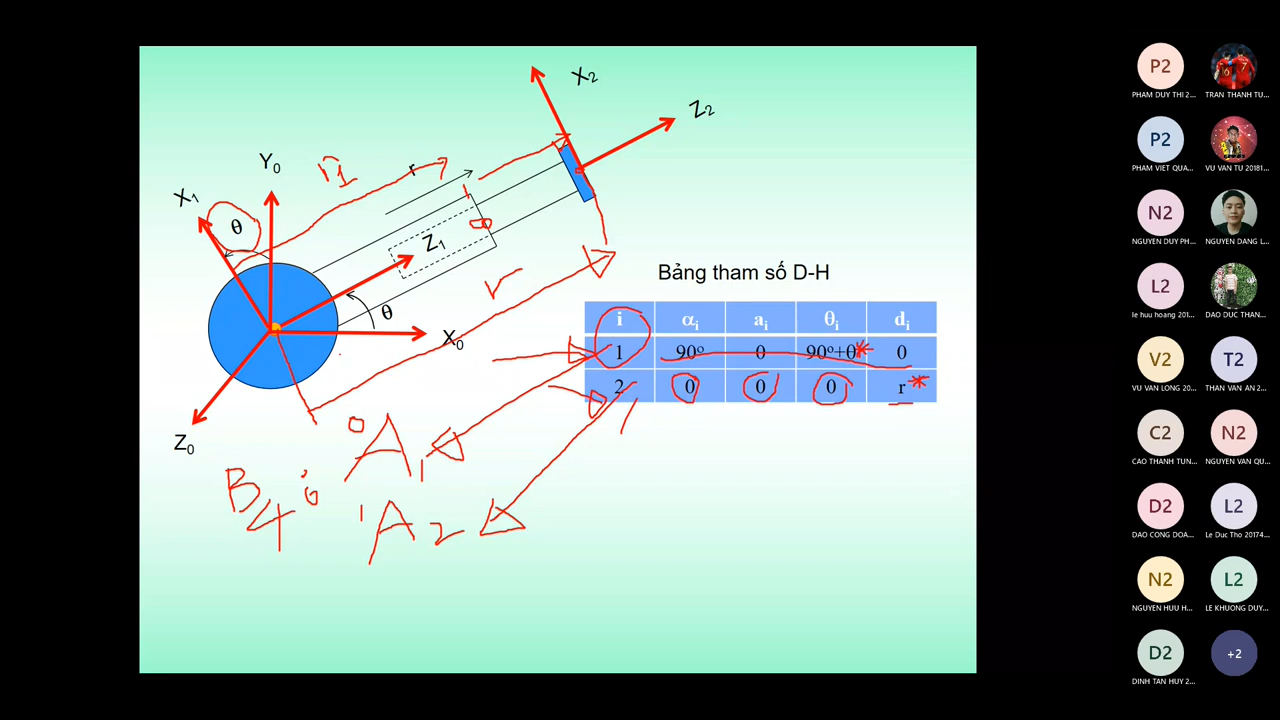 X₂
Z₂
Y₀
r1
r
X₁
θ
Z₁
θ
r
X₀
Z₀
Bảng tham số D-H
i αᵢ aᵢ θᵢ dᵢ
1 90º 0 90º+θ* 0
2 0 0 0 r*
⁰A₁
B4:
¹A₂
P2
PHAM DUY THI 2...
TRAN THANH TU...
P2
PHAM VIET QUA...
VU VAN TU 20181...
N2
NGUYEN DUY PH...
NGUYEN DANG L...
L2
le huu hoang 201...
DAO DUC THAN...
V2
VU VAN LONG 20...
T2
THAN VAN AN 2...
C2
CAO THANH TUN...
N2
NGUYEN VAN QU...
D2
DAO CONG DOA...
L2
Le Duc Tho 20174...
N2
NGUYEN HUU H...
L2
LE KHUONG DUY...
D2
DINH TAN HUY 2...
+2